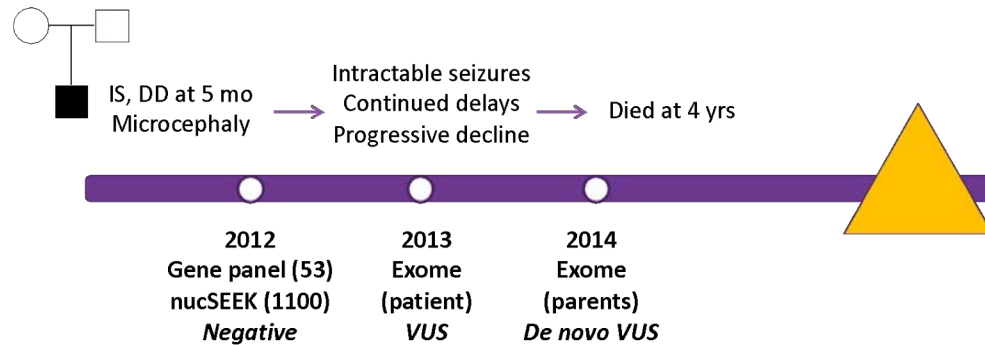 IS, DD at 5 mo
Microcephaly
Intractable seizures
Continued delays
Progressive decline
Died at 4 yrs
2012
Gene panel (53)
nucSEEK (1100)
Negative
2013
Exome
(patient)
VUS
2014
Exome
(parents)
De novo VUS